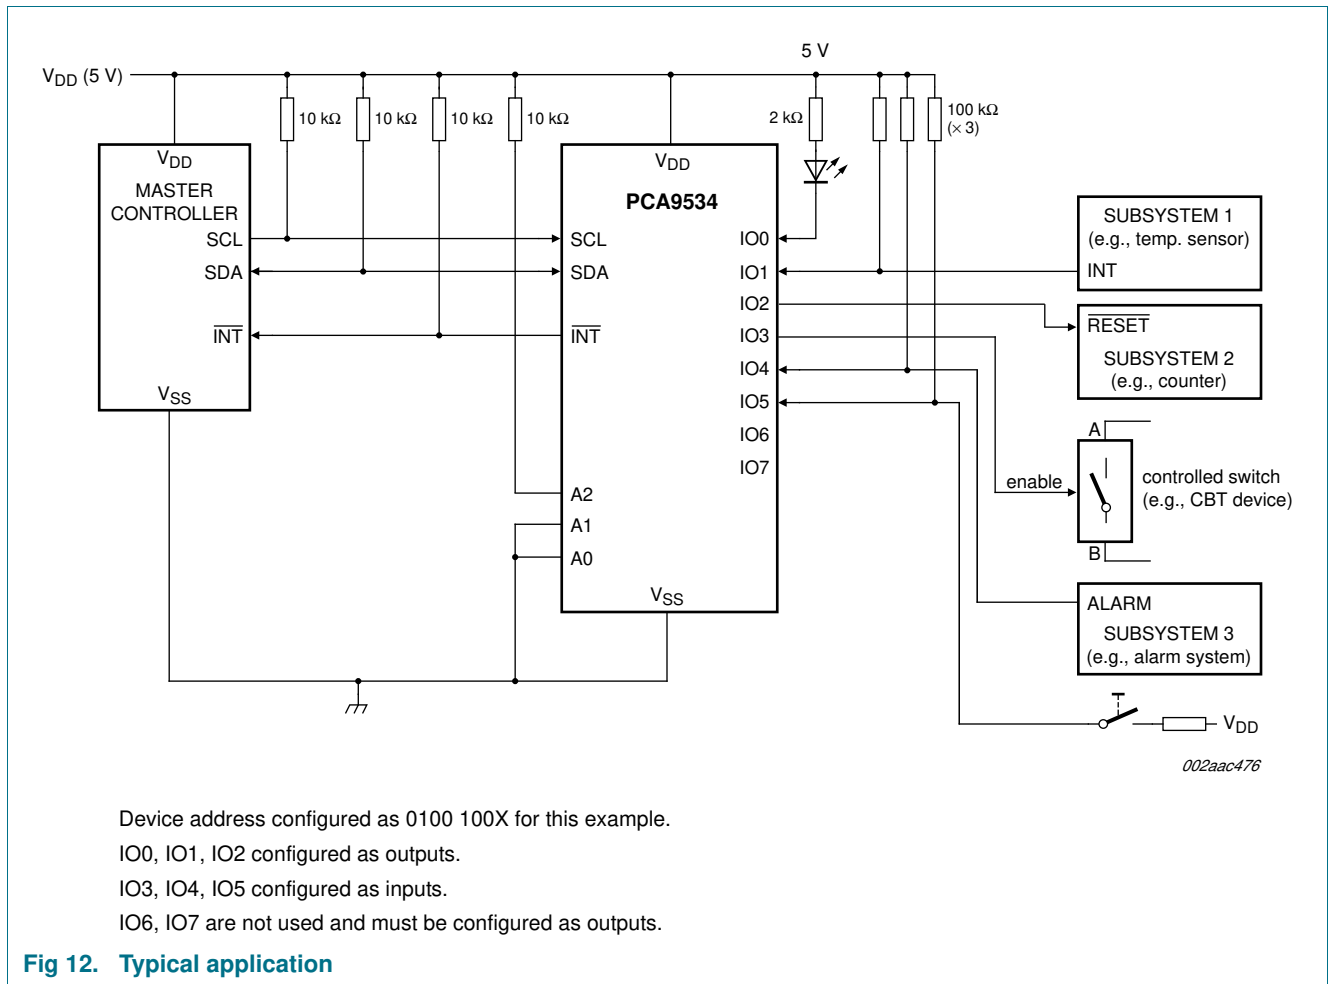 5 V
VDD (5 V)
10 kΩ
10 kΩ
10 kΩ
10 kΩ
2 kΩ
100 kΩ
(× 3)
VDD
MASTER
CONTROLLER
SCL
SDA
INT
VSS
VDD
PCA9534
SCL
SDA
INT
A2
A1
A0
VSS
IO0
IO1
IO2
IO3
IO4
IO5
IO6
IO7
SUBSYSTEM 1
(e.g., temp. sensor)
INT
RESET
SUBSYSTEM 2
(e.g., counter)
A
enable
B
controlled switch
(e.g., CBT device)
ALARM
SUBSYSTEM 3
(e.g., alarm system)
VDD
002aac476
Device address configured as 0100 100X for this example.
IO0, IO1, IO2 configured as outputs.
IO3, IO4, IO5 configured as inputs.
IO6, IO7 are not used and must be configured as outputs.
Fig 12. Typical application